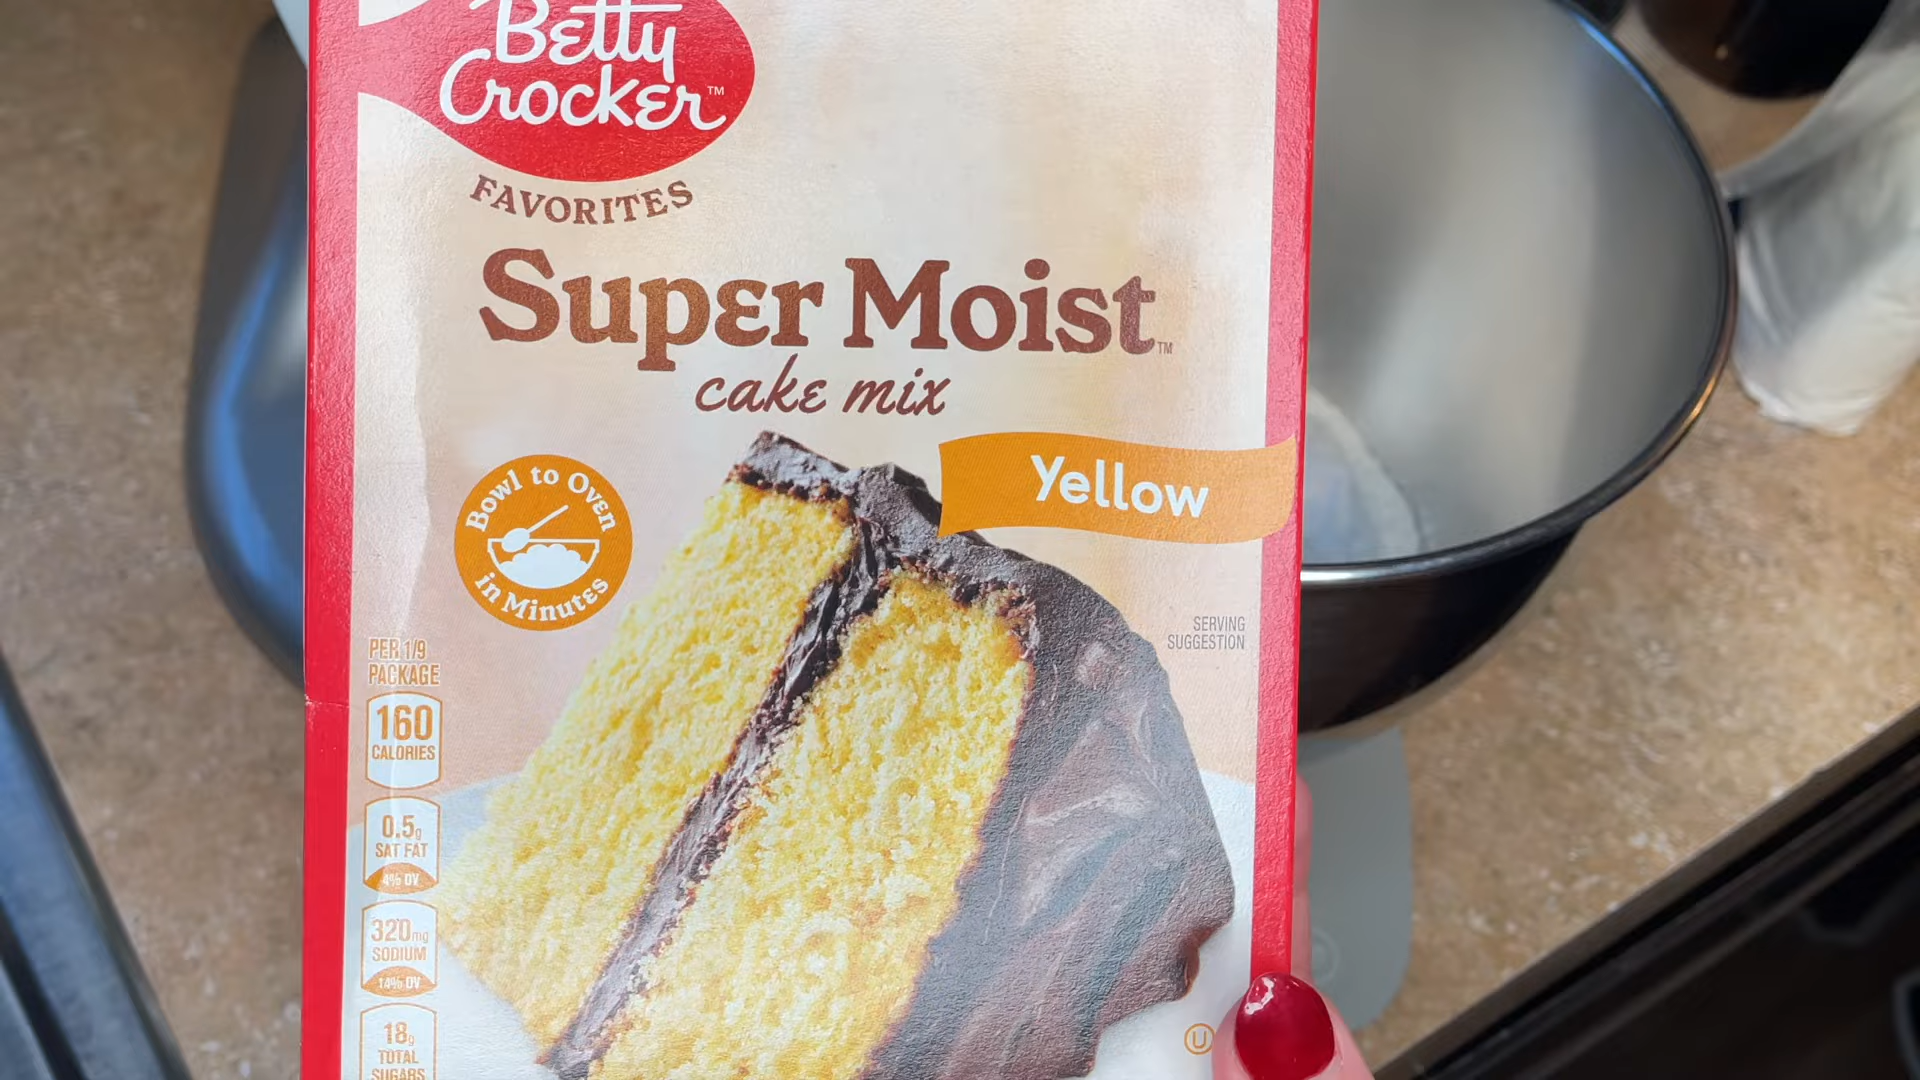 Betty
Crocker™
FAVORITES
Super Moist™
cake mix
Yellow
Bowl to Oven
in Minutes
SERVING
SUGGESTION
PER 1/9
PACKAGE
160
CALORIES
0.5g
SAT FAT
4% DV
320mg
SODIUM
14% DV
18g
TOTAL
SUGARS
U